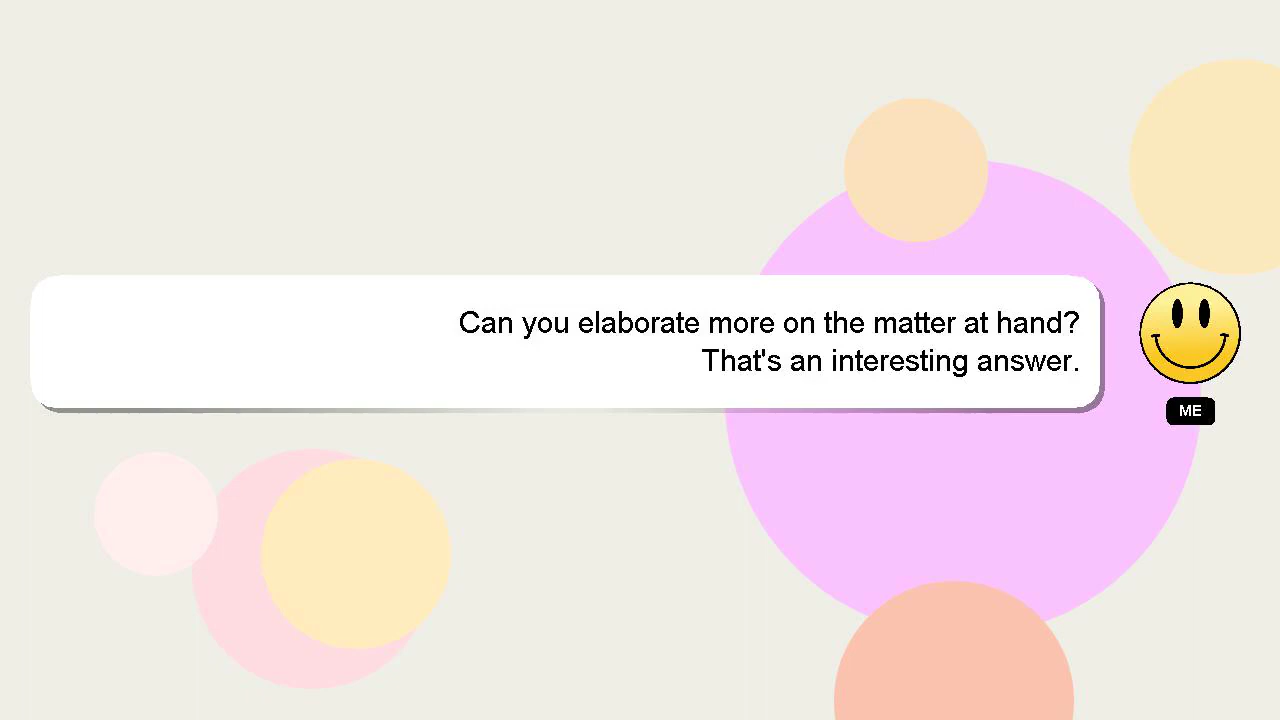 Can you elaborate more on the matter at hand?
That's an interesting answer.
ME